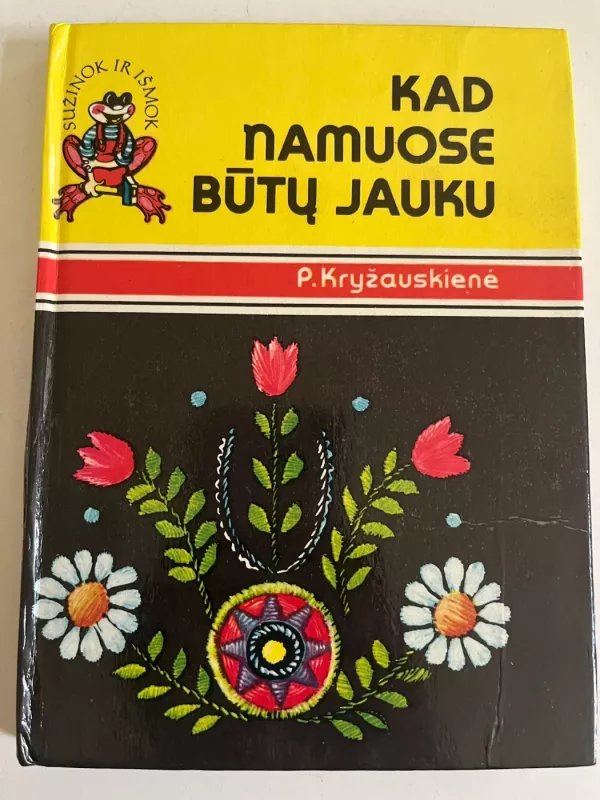 SUŽINOK IR IŠMOK
KAD
NAMUOSE
BŪTŲ JAUKU
P.Kryžauskienė